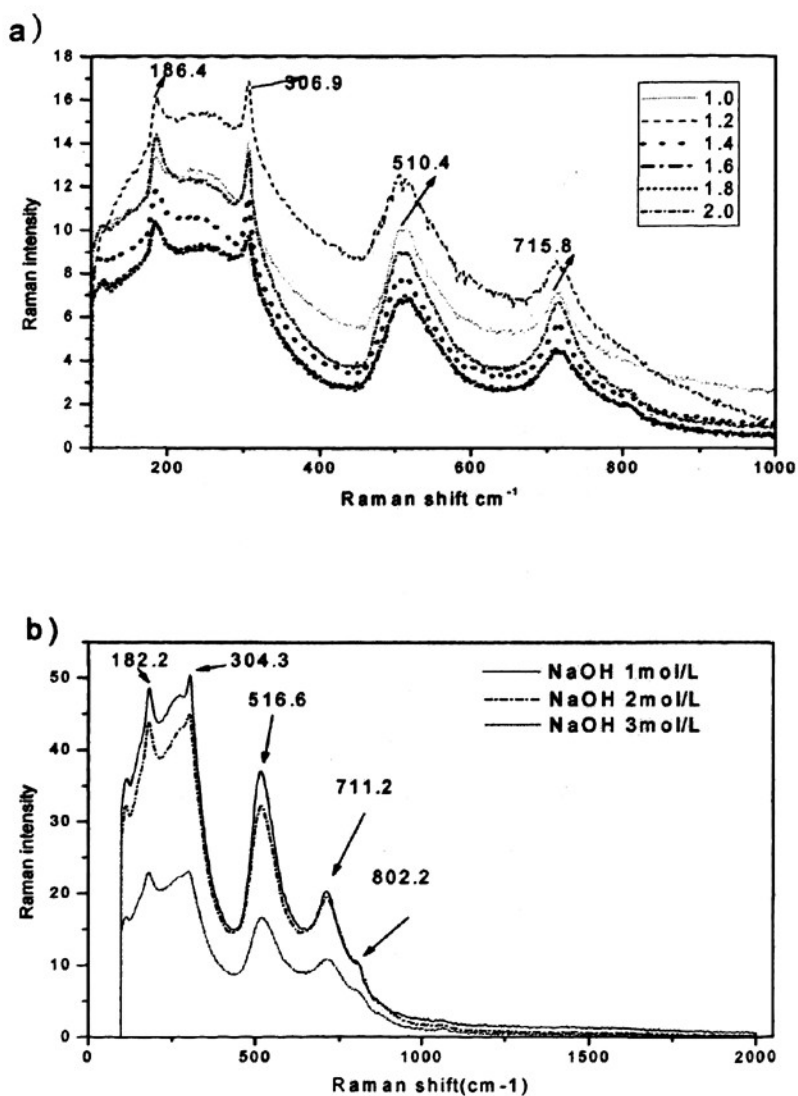 a)
18
16
14
12
10
8
6
4
2
0
Raman intensity
186.4
306.9
510.4
715.8
1.0
1.2
1.4
1.6
1.8
2.0
200 400 600 800 1000
Raman shift cm⁻¹
b)
50
40
30
20
10
0
Raman intensity
182.2
304.3
516.6
711.2
802.2
NaOH 1mol/L
NaOH 2mol/L
NaOH 3mol/L
0 500 1000 1500 2000
Raman shift(cm-1)